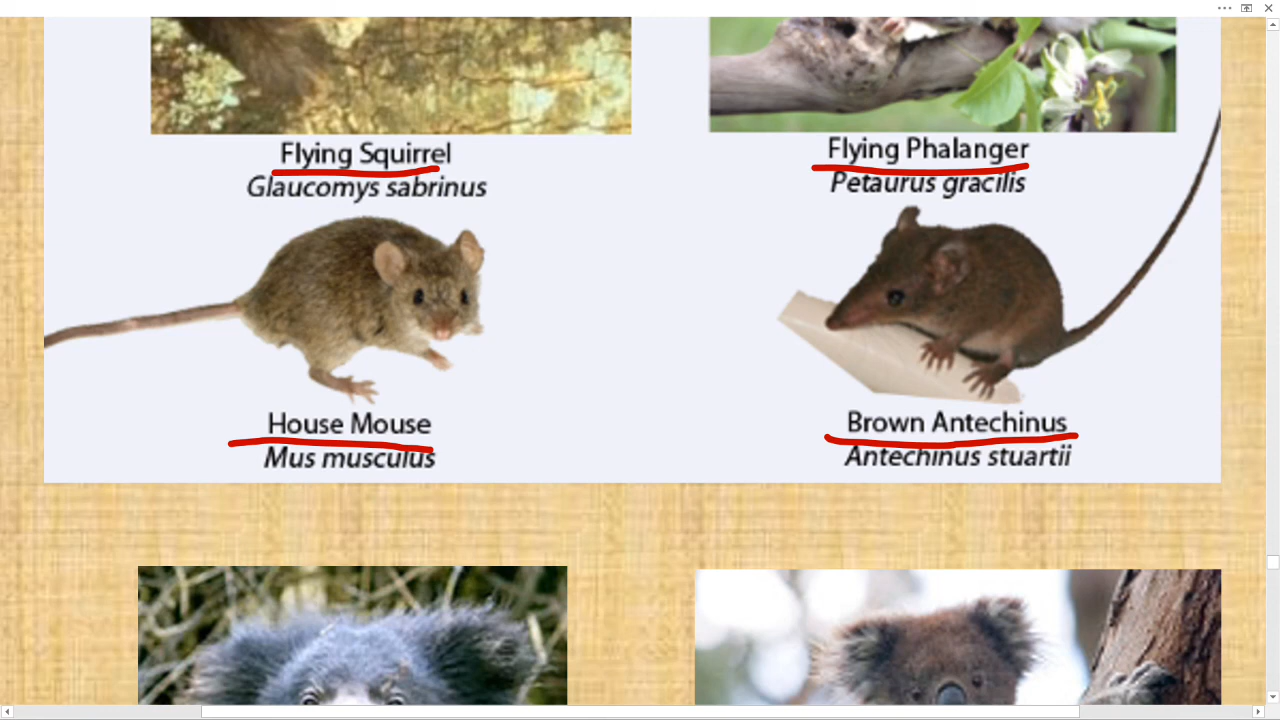 Flying Squirrel
Glaucomys sabrinus
Flying Phalanger
Petaurus gracilis
House Mouse
Mus musculus
Brown Antechinus
Antechinus stuartii